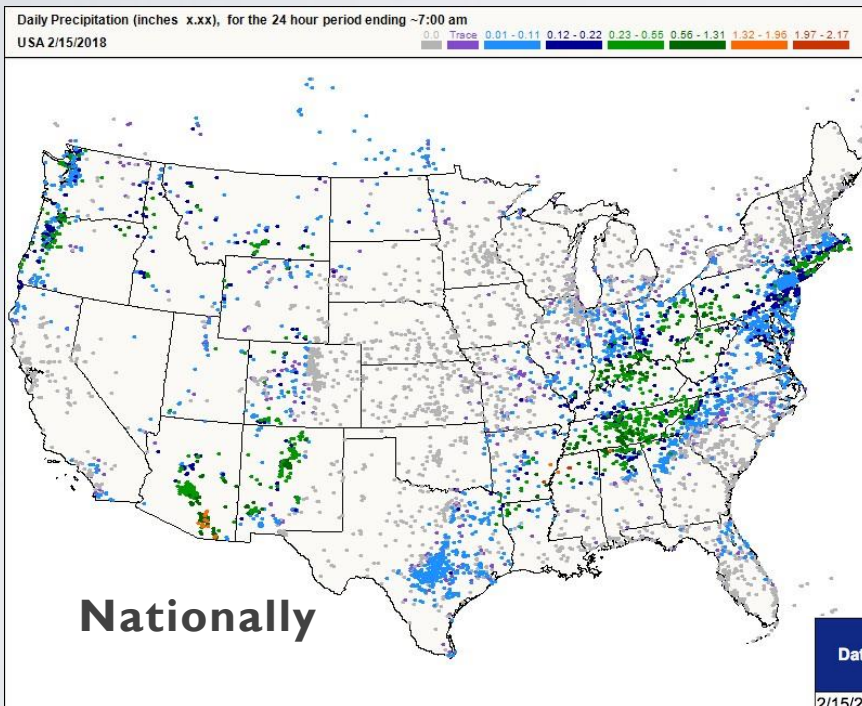 Daily Precipitation (inches x.xx), for the 24 hour period ending ~7:00 am
USA 2/15/2018
0.0 Trace 0.01 - 0.11 0.12 - 0.22 0.23 - 0.55 0.56 - 1.31 1.32 - 1.96 1.97 - 2.17
Nationally